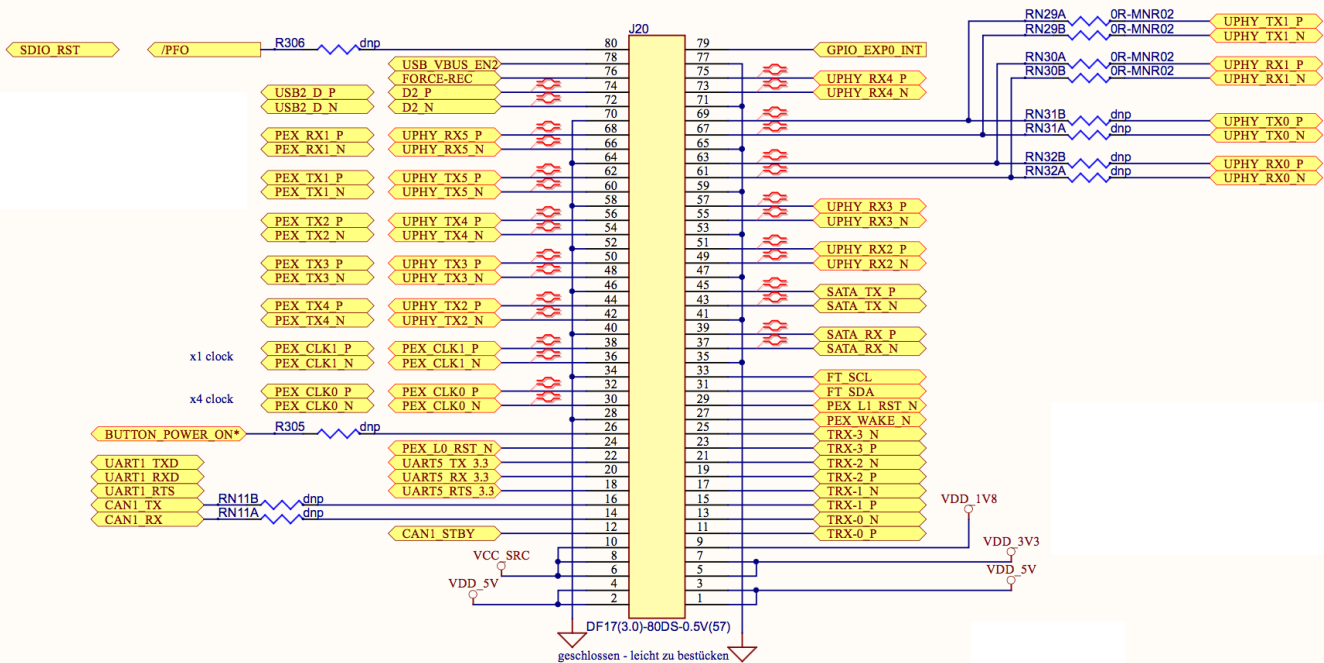 J20
RN29A 0R-MNR02 UPHY_TX1_P
RN29B 0R-MNR02 UPHY_TX1_N
SDIO_RST /PFO R306 dnp 80 79 GPIO_EXP0_INT
USB_VBUS_EN2 78 77 RN30A 0R-MNR02 UPHY_RX1_P
FORCE-REC 76 75 UPHY_RX4_P RN30B 0R-MNR02 UPHY_RX1_N
USB2_D_P D2_P 74 73 UPHY_RX4_N
USB2_D_N D2_N 72 71
70 69 RN31B dnp UPHY_TX0_P
PEX_RX1_P UPHY_RX5_P 68 67 RN31A dnp UPHY_TX0_N
PEX_RX1_N UPHY_RX5_N 66 65
64 63 RN32B dnp UPHY_RX0_P
PEX_TX1_P UPHY_TX5_P 62 61 RN32A dnp UPHY_RX0_N
PEX_TX1_N UPHY_TX5_N 60 59
58 57 UPHY_RX3_P
PEX_TX2_P UPHY_TX4_P 56 55 UPHY_RX3_N
PEX_TX2_N UPHY_TX4_N 54 53
52 51 UPHY_RX2_P
PEX_TX3_P UPHY_TX3_P 50 49 UPHY_RX2_N
PEX_TX3_N UPHY_TX3_N 48 47
46 45 SATA_TX_P
PEX_TX4_P UPHY_TX2_P 44 43 SATA_TX_N
PEX_TX4_N UPHY_TX2_N 42 41
40 39 SATA_RX_P
x1 clock PEX_CLK1_P PEX_CLK1_P 38 37 SATA_RX_N
PEX_CLK1_N PEX_CLK1_N 36 35
34 33 FT_SCL
x4 clock PEX_CLK0_P PEX_CLK0_P 32 31 FT_SDA
PEX_CLK0_N PEX_CLK0_N 30 29 PEX_L1_RST_N
28 27 PEX_WAKE_N
BUTTON_POWER_ON* R305 dnp 26 25 TRX-3_N
PEX_L0_RST_N 24 23 TRX-3_P
UART1_TXD UART5_TX_3.3 22 21 TRX-2_N
UART1_RXD UART5_RX_3.3 20 19 TRX-2_P
UART1_RTS UART5_RTS_3.3 18 17 TRX-1_N
CAN1_TX RN11B dnp 16 15 TRX-1_P VDD_1V8
CAN1_RX RN11A dnp 14 13 TRX-0_N
CAN1_STBY 12 11 TRX-0_P
10 9 VDD_3V3
VCC_SRC 8 7
6 5 VDD_5V
VDD_5V 4 3
2 1
DF17(3.0)-80DS-0.5V(57)
geschlossen - leicht zu bestücken